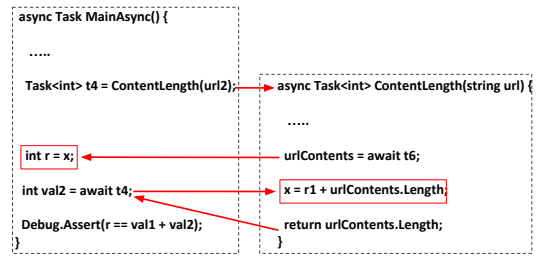 async Task MainAsync() {
…..
Task<int> t4 = ContentLength(url2);
int r = x;
int val2 = await t4;
Debug.Assert(r == val1 + val2);
}
async Task<int> ContentLength(string url) {
…..
urlContents = await t6;
x = r1 + urlContents.Length;
return urlContents.Length;
}